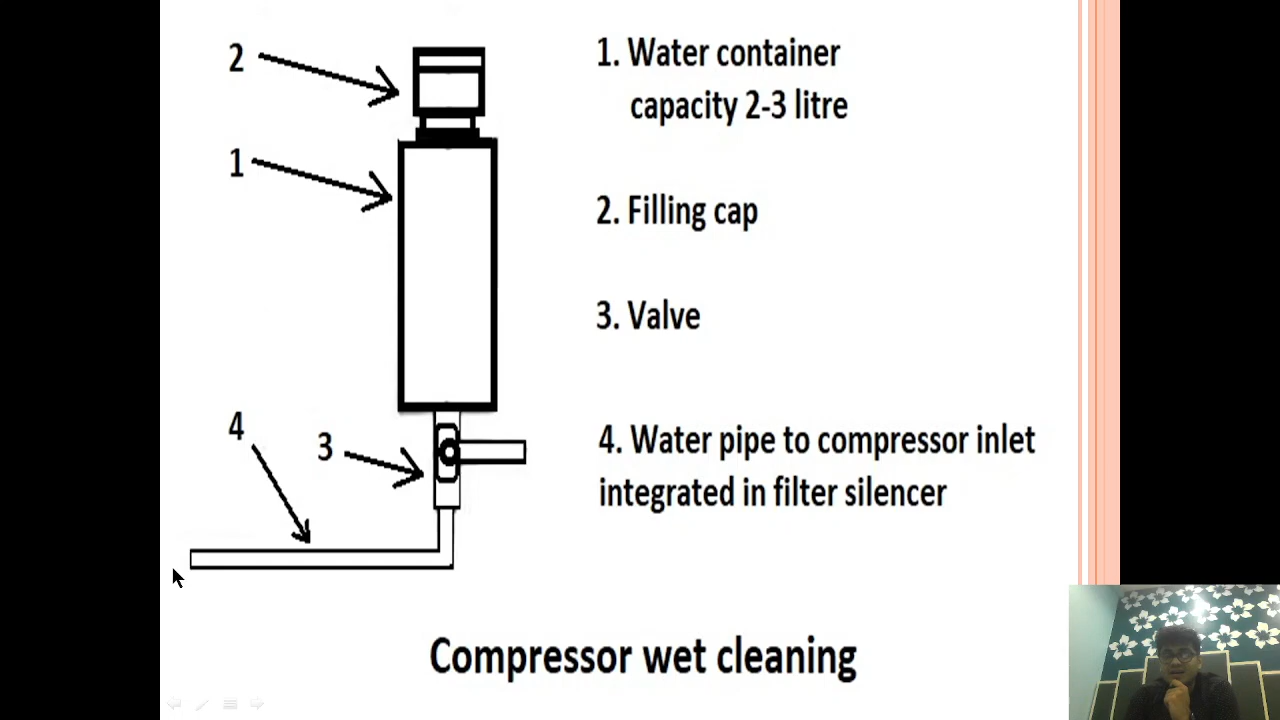 2
1
4
3
1. Water container
capacity 2-3 litre
2. Filling cap
3. Valve
4. Water pipe to compressor inlet
integrated in filter silencer
Compressor wet cleaning